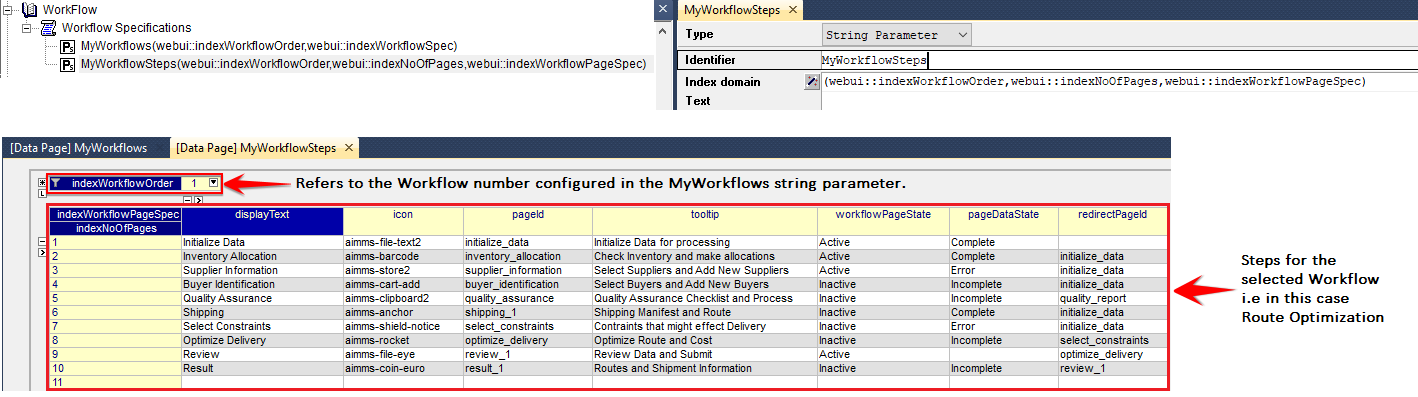 WorkFlow
Workflow Specifications
MyWorkflows(webui::indexWorkflowOrder,webui::indexWorkflowSpec)
MyWorkflowSteps(webui::indexWorkflowOrder,webui::indexNoOfPages,webui::indexWorkflowPageSpec)
MyWorkflowSteps
Type String Parameter
Identifier MyWorkflowSteps
Index domain (webui::indexWorkflowOrder,webui::indexNoOfPages,webui::indexWorkflowPageSpec)
Text
[Data Page] MyWorkflows [Data Page] MyWorkflowSteps
indexWorkflowOrder 1 Refers to the Workflow number configured in the MyWorkflows string parameter.
indexWorkflowPageSpec displayText icon pageId tooltip workflowPageState pageDataState redirectPageId
indexNoOfPages
1 Initialize Data aimms-file-text2 initialize_data Initialize Data for processing Active Complete
2 Inventory Allocation aimms-barcode inventory_allocation Check Inventory and make allocations Active Complete initialize_data
3 Supplier Information aimms-store2 supplier_information Select Suppliers and Add New Suppliers Active Error initialize_data
4 Buyer Identification aimms-cart-add buyer_identification Select Buyers and Add New Buyers Inactive Incomplete initialize_data
5 Quality Assurance aimms-clipboard2 quality_assurance Quality Assurance Checklist and Process Inactive Incomplete quality_report
6 Shipping aimms-anchor shipping_1 Shipping Manifest and Route Inactive Complete initialize_data
7 Select Constraints aimms-shield-notice select_constraints Contraints that might effect Delivery Inactive Error initialize_data
8 Optimize Delivery aimms-rocket optimize_delivery Optimize Route and Cost Inactive Incomplete select_constraints
9 Review aimms-file-eye review_1 Review Data and Submit Active optimize_delivery
10 Result aimms-coin-euro result_1 Routes and Shipment Information Inactive Incomplete review_1
11
Steps for the
selected Workflow
i.e in this case
Route Optimization